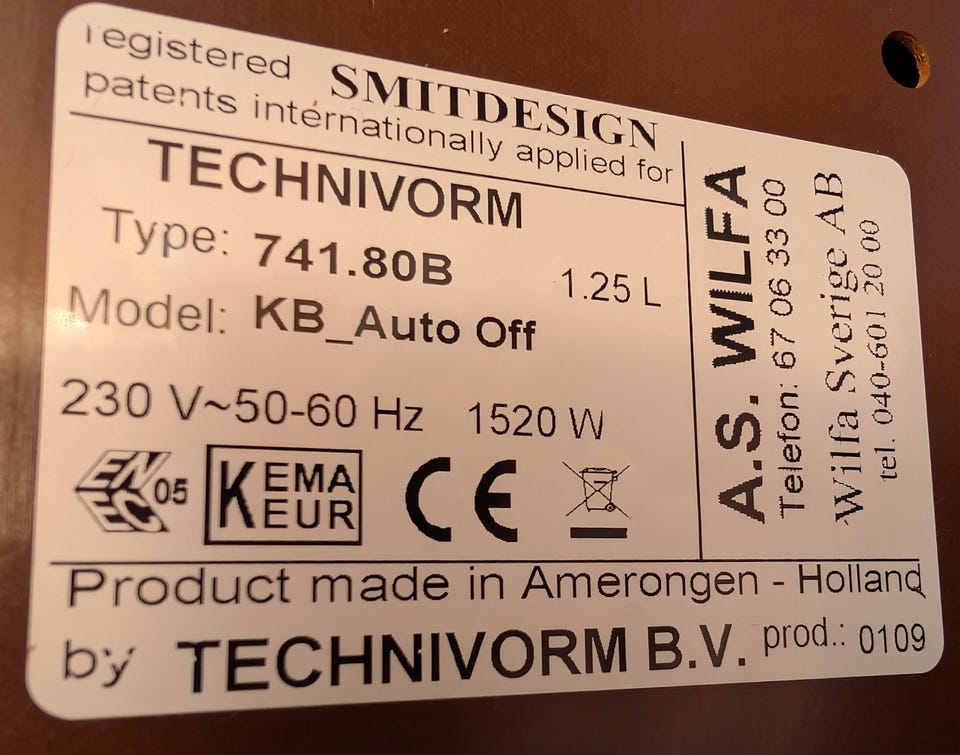 registered SMITDESIGN
patents internationally applied for
TECHNIVORM
Type: 741.80B 1.25 L
Model: KB_Auto Off
230 V~50-60 Hz 1520 W
ENEC 05 KEMA KEUR CE
A.S. WILFA
Telefon: 67 06 33 00
Wilfa Sverige AB
tel. 040-601 20 00
Product made in Amerongen - Holland
by TECHNIVORM B.V. prod.: 0109